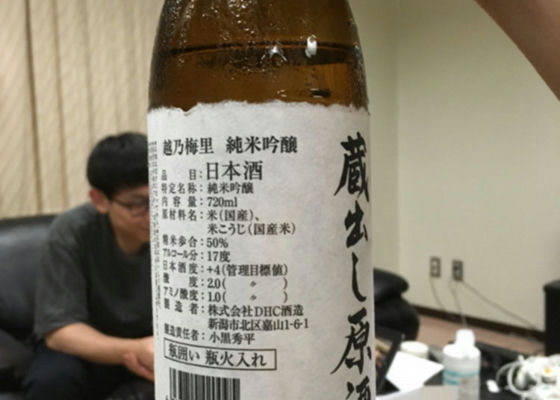 越乃梅里 純米吟醸
品目：日本酒
特定名称：純米吟醸
内容量：720ml
原材料名：米（国産）、
米こうじ（国産米）
精米歩合：50%
アルコール分：17度
日本酒度：+4（管理目標値）
酸度：2.0（ 〃 ）
アミノ酸度：1.0（ 〃 ）
製造者：株式会社DHC酒造
新潟市北区嘉山1-6-1
製造責任者：小黒秀平
瓶囲い 瓶火入れ
蔵出し原酒